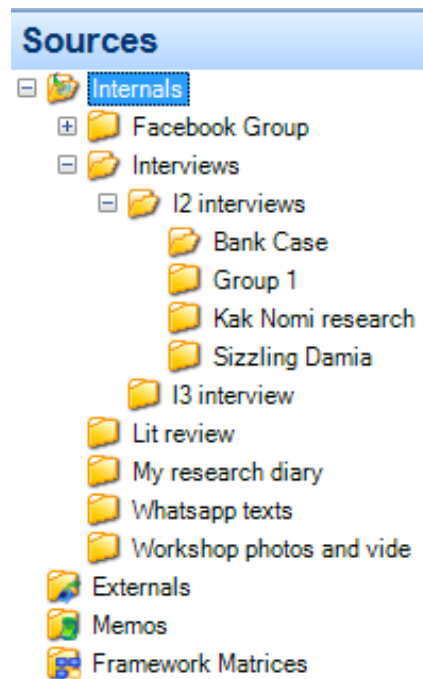 Sources
Internals
Facebook Group
Interviews
I2 interviews
Bank Case
Group 1
Kak Nomi research
Sizzling Damia
I3 interview
Lit review
My research diary
Whatsapp texts
Workshop photos and vide
Externals
Memos
Framework Matrices